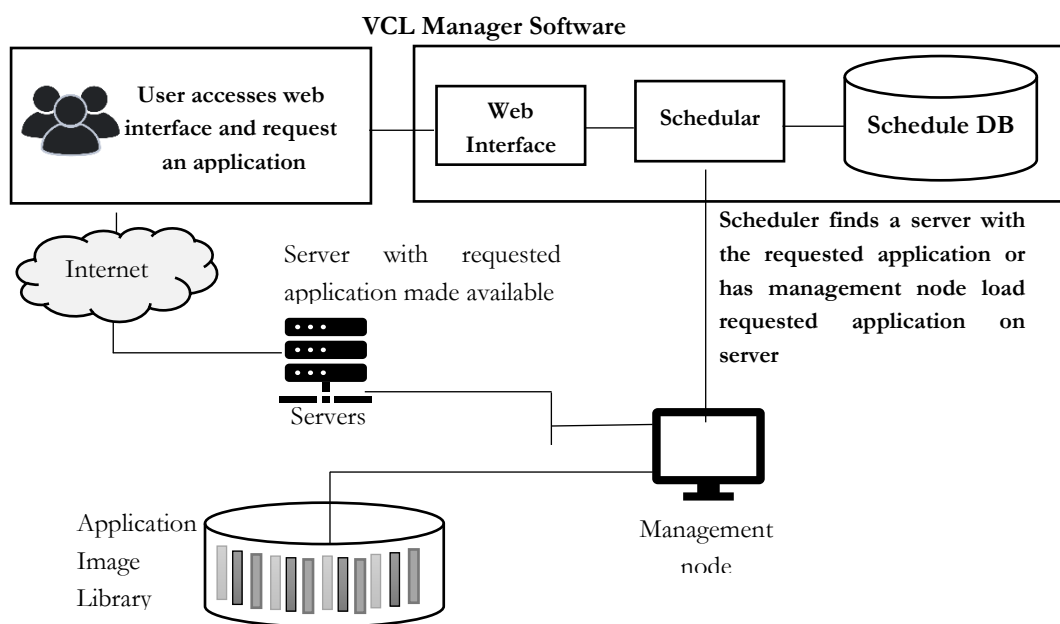 VCL Manager Software
User accesses web
interface and request
an application
Web
Interface
Schedular
Schedule DB
Internet
Server with requested
application made available
Scheduler finds a server with
the requested application or
has management node load
requested application on
server
Servers
Application
Image
Library
Management
node